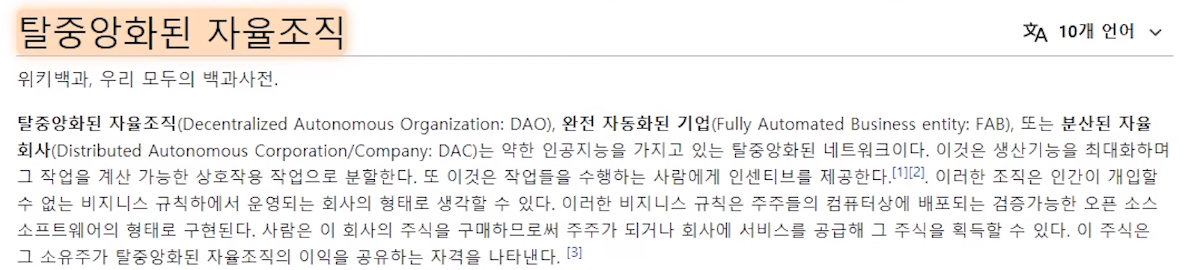 탈중앙화된 자율조직
10개 언어
위키백과, 우리 모두의 백과사전.
탈중앙화된 자율조직(Decentralized Autonomous Organization: DAO), 완전 자동화된 기업(Fully Automated Business entity: FAB), 또는 분산된 자율
회사(Distributed Autonomous Corporation/Company: DAC)는 약한 인공지능을 가지고 있는 탈중앙화된 네트워크이다. 이것은 생산기능을 최대화하며
그 작업을 계산 가능한 상호작용 작업으로 분할한다. 또 이것은 작업들을 수행하는 사람에게 인센티브를 제공한다.[1][2]. 이러한 조직은 인간이 개입할
수 없는 비지니스 규칙하에서 운영되는 회사의 형태로 생각할 수 있다. 이러한 비지니스 규칙은 주주들의 컴퓨터상에 배포되는 검증가능한 오픈 소스
소프트웨어의 형태로 구현된다. 사람은 이 회사의 주식을 구매하므로써 주주가 되거나 회사에 서비스를 공급해 그 주식을 획득할 수 있다. 이 주식은
그 소유주가 탈중앙화된 자율조직의 이익을 공유하는 자격을 나타낸다. [3]